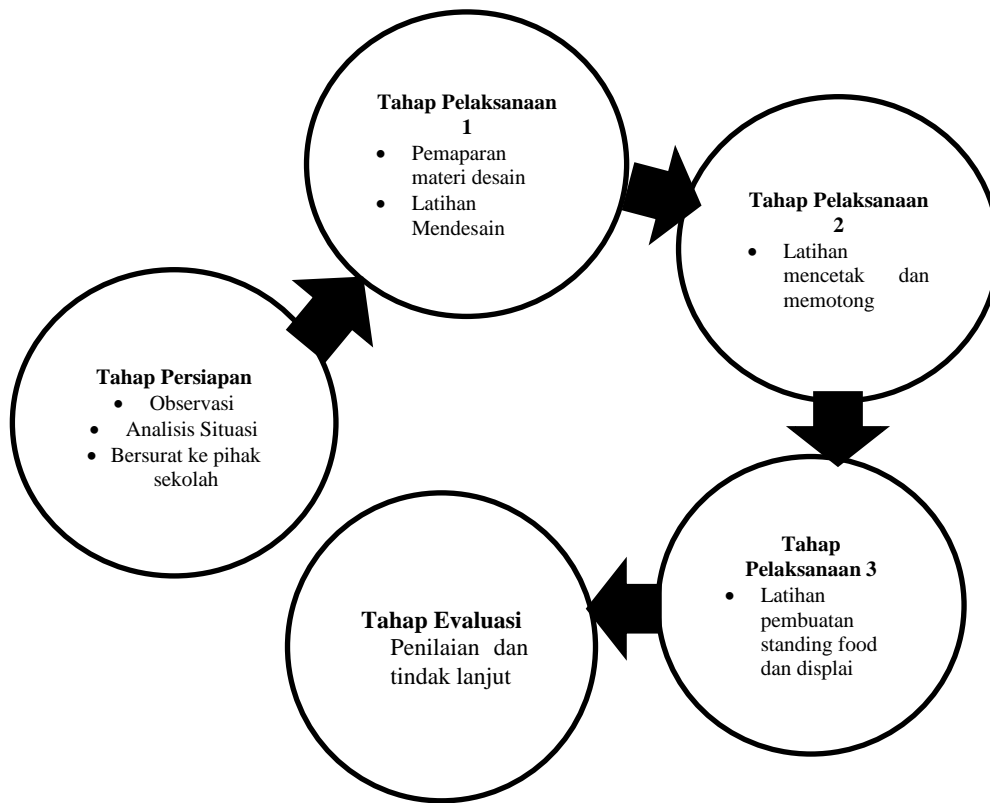 Tahap Persiapan
• Observasi
• Analisis Situasi
• Bersurat ke pihak
sekolah
Tahap Pelaksanaan
1
• Pemaparan
materi desain
• Latihan
Mendesain
Tahap Pelaksanaan
2
• Latihan
mencetak dan
memotong
Tahap
Pelaksanaan 3
• Latihan
pembuatan
standing food
dan displai
Tahap Evaluasi
Penilaian dan
tindak lanjut